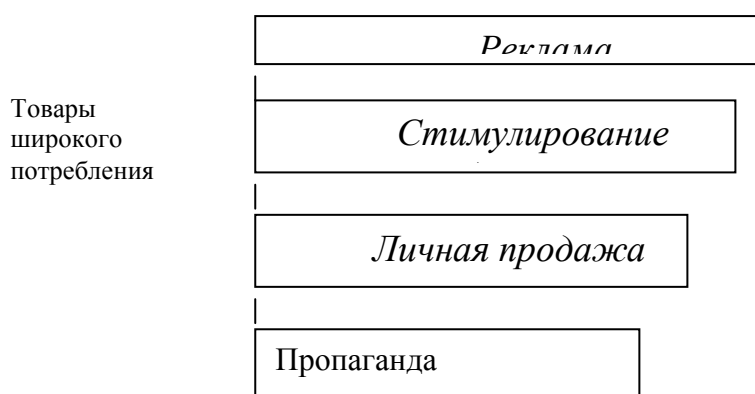 Реклама
Товары
широкого
потребления
Стимулирование
Личная продажа
Пропаганда